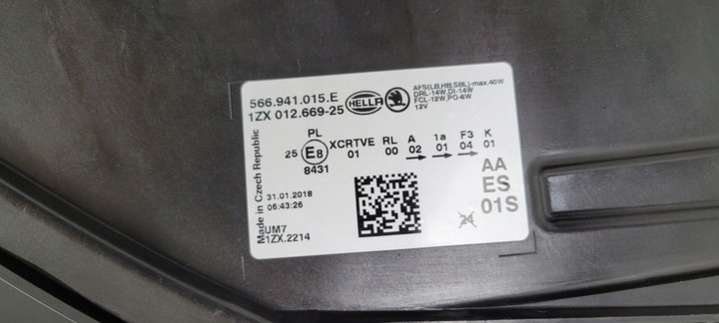 566.941.015.E
1ZX 012.669-25
HELLA
AFS(LB,HB,SBL)-max.40W
DRL-14W,DI-14W
FCL-12W,PO-6W
12V
PL
25 E8 8431
XCRTVE 01
RL 00
A 02
1a 01
F3 04
K 01
Made in Czech Republic
31.01.2018
06:43:26
UM7
1ZX.2214
AA
ES
01S
24